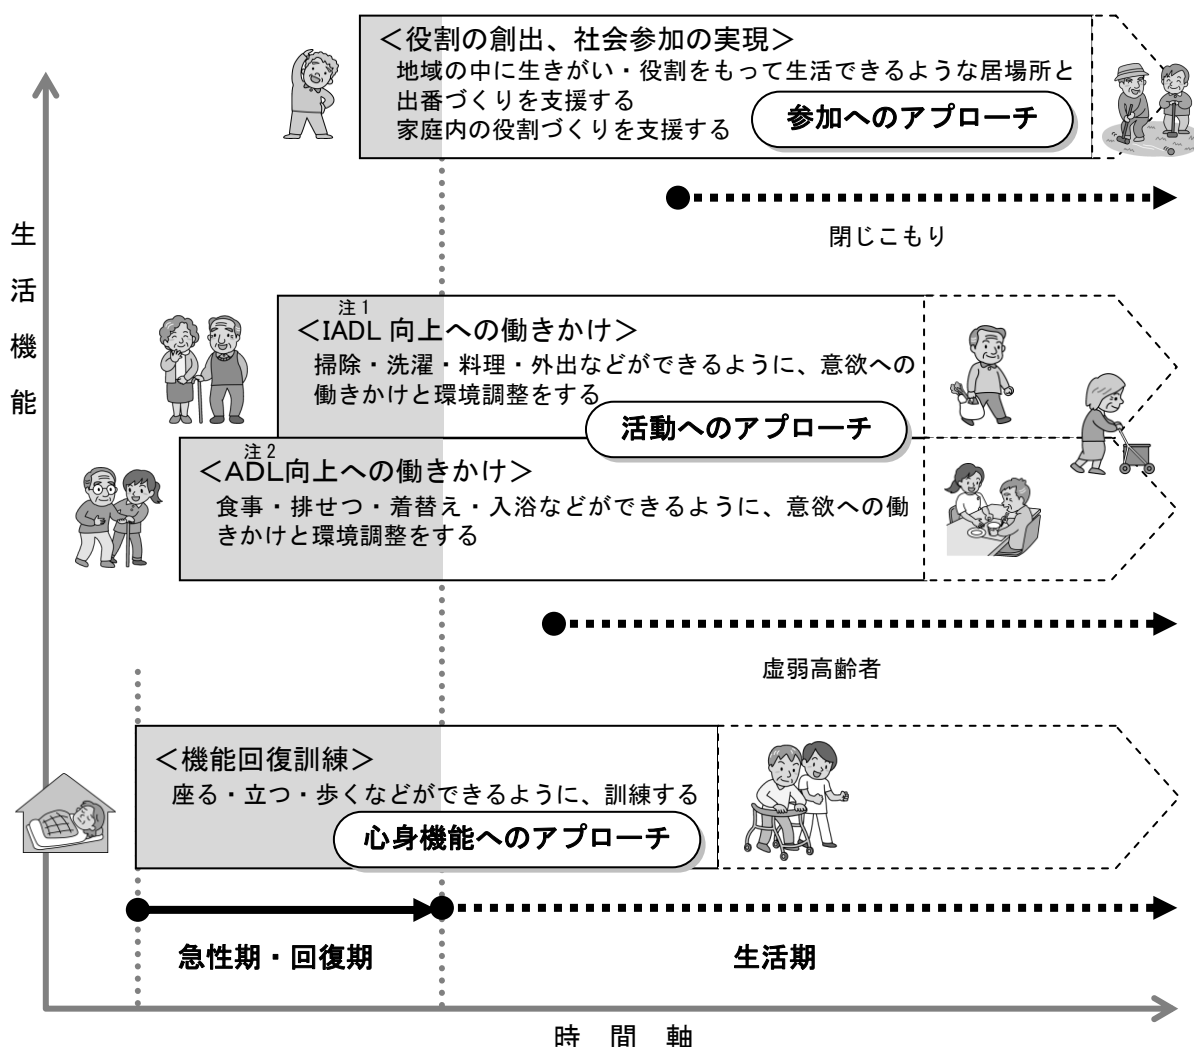 ＜役割の創出、社会参加の実現＞
地域の中に生きがい・役割をもって生活できるような居場所と
出番づくりを支援する
家庭内の役割づくりを支援する
参加へのアプローチ
閉じこもり
生活機能
注1
＜IADL 向上への働きかけ＞
掃除・洗濯・料理・外出などができるように、意欲への
働きかけと環境調整をする
活動へのアプローチ
注2
＜ADL向上への働きかけ＞
食事・排せつ・着替え・入浴などができるように、意欲への働
きかけと環境調整をする
虚弱高齢者
＜機能回復訓練＞
座る・立つ・歩くなどができるように、訓練する
心身機能へのアプローチ
急性期・回復期
生活期
時 間 軸